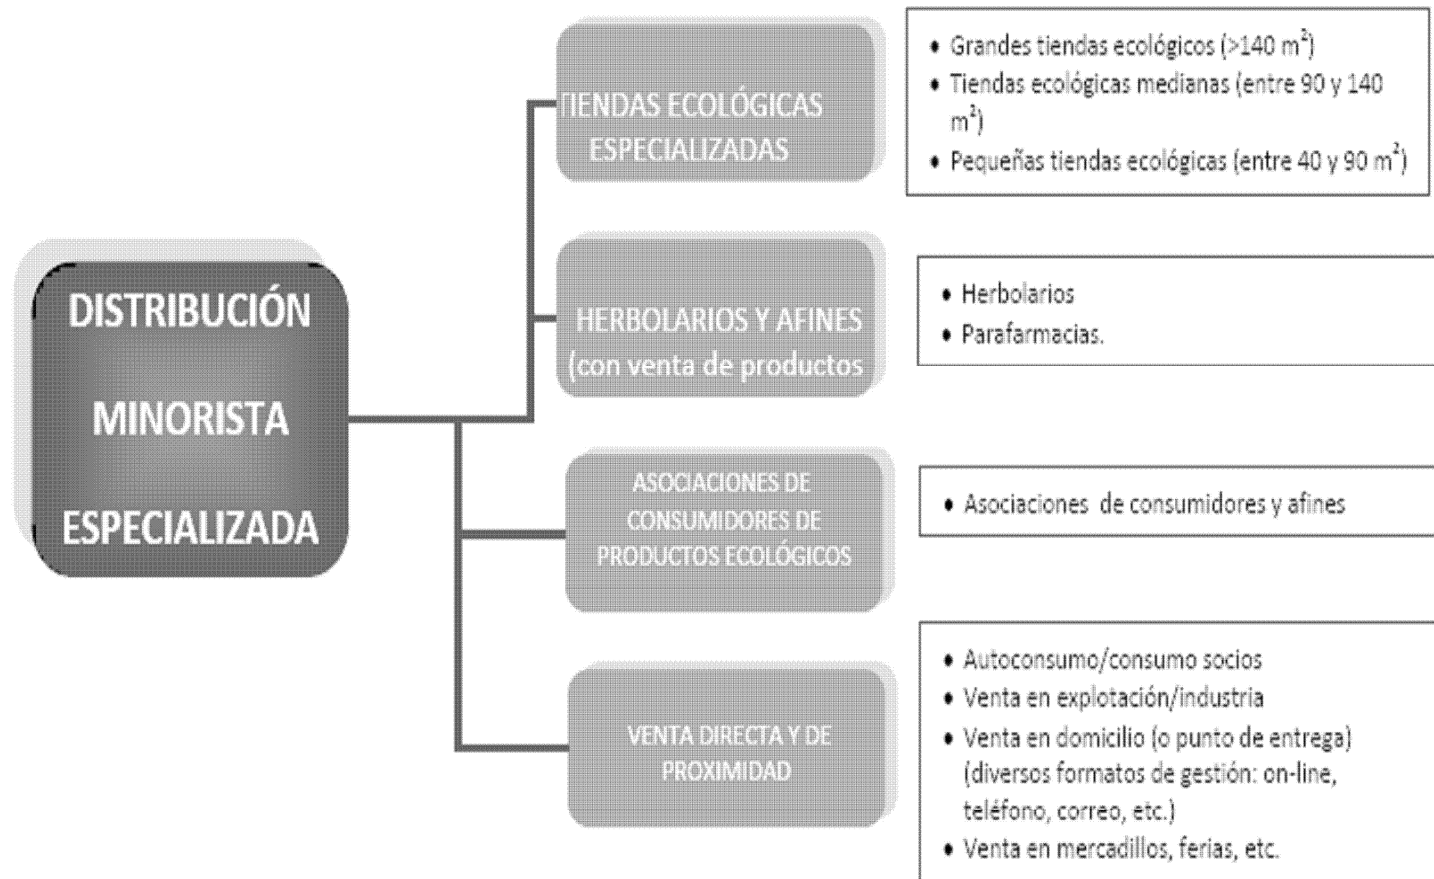 DISTRIBUCIÓN
MINORISTA
ESPECIALIZADA
TIENDAS ECOLÓGICAS
ESPECIALIZADAS
• Grandes tiendas ecológicos (>140 m²)
• Tiendas ecológicas medianas (entre 90 y 140
m²)
• Pequeñas tiendas ecológicas (entre 40 y 90 m²)
HERBOLARIOS Y AFINES
(con venta de productos
• Herbolarios
• Parafarmacias.
ASOCIACIONES DE
CONSUMIDORES DE
PRODUCTOS ECOLÓGICOS
• Asociaciones de consumidores y afines
VENTA DIRECTA Y DE
PROXIMIDAD
• Autoconsumo/consumo socios
• Venta en explotación/industria
• Venta en domicilio (o punto de entrega)
(diversos formatos de gestión: on-line,
teléfono, correo, etc.)
• Venta en mercadillos, ferias, etc.